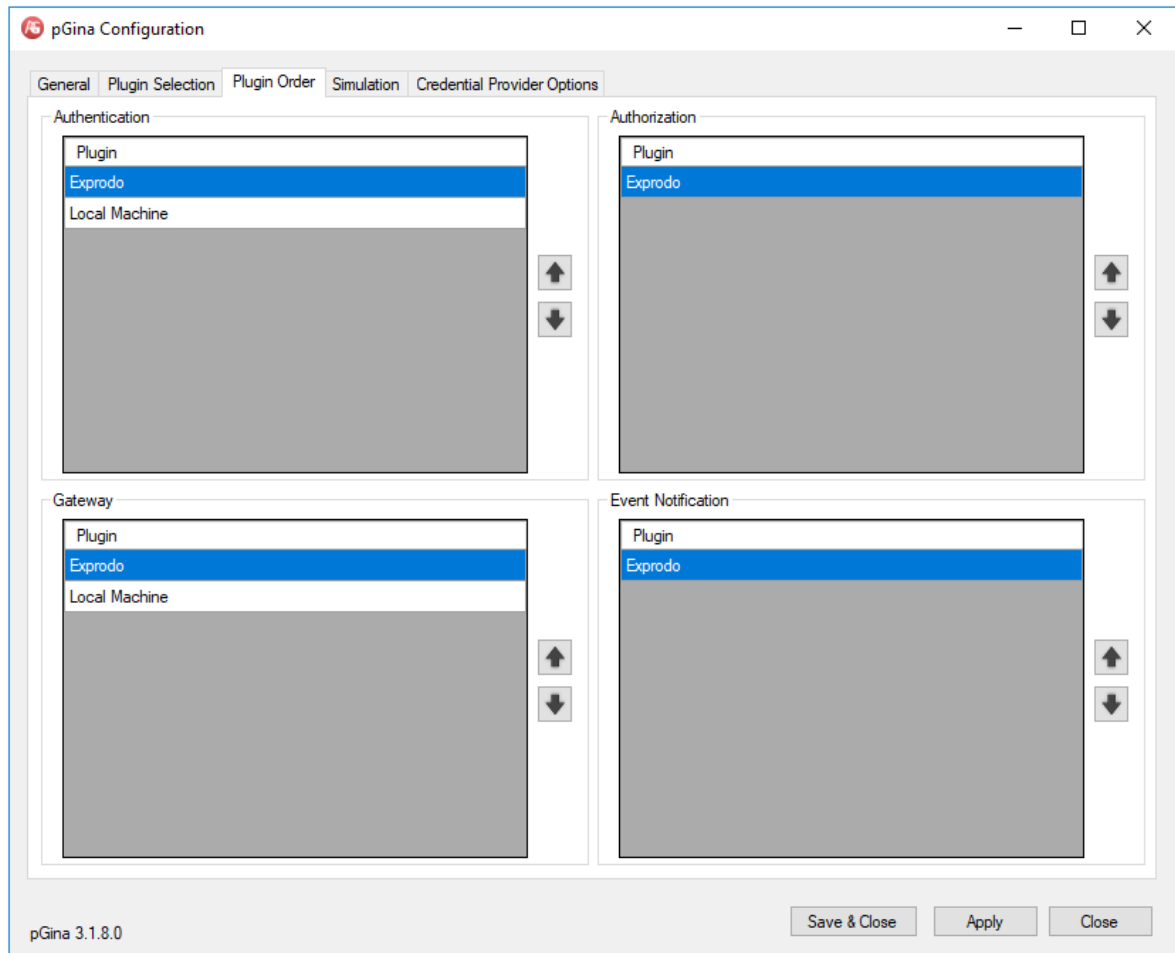 pGina Configuration
General Plugin Selection Plugin Order Simulation Credential Provider Options
Authentication
Plugin
Exprodo
Local Machine
Authorization
Plugin
Exprodo
Gateway
Plugin
Exprodo
Local Machine
Event Notification
Plugin
Exprodo
pGina 3.1.8.0
Save & Close Apply Close